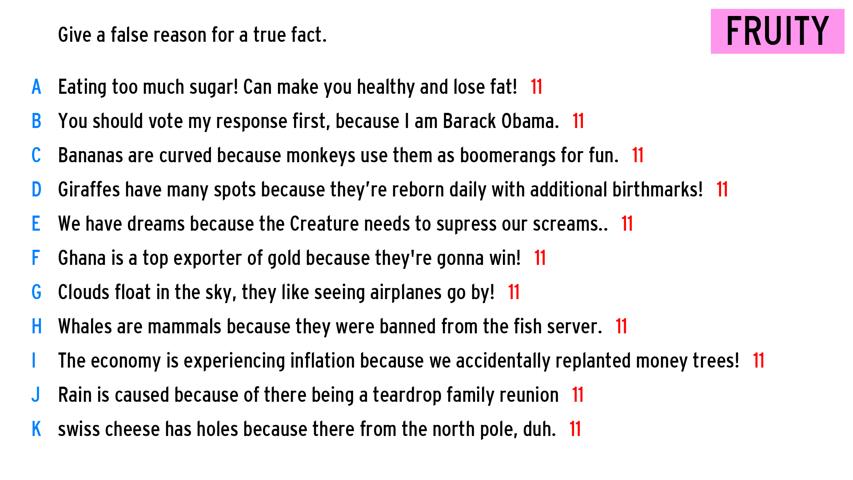 Give a false reason for a true fact.
FRUITY
A Eating too much sugar! Can make you healthy and lose fat! 11
B You should vote my response first, because I am Barack Obama. 11
C Bananas are curved because monkeys use them as boomerangs for fun. 11
D Giraffes have many spots because they’re reborn daily with additional birthmarks! 11
E We have dreams because the Creature needs to supress our screams.. 11
F Ghana is a top exporter of gold because they're gonna win! 11
G Clouds float in the sky, they like seeing airplanes go by! 11
H Whales are mammals because they were banned from the fish server. 11
I The economy is experiencing inflation because we accidentally replanted money trees! 11
J Rain is caused because of there being a teardrop family reunion 11
K swiss cheese has holes because there from the north pole, duh. 11